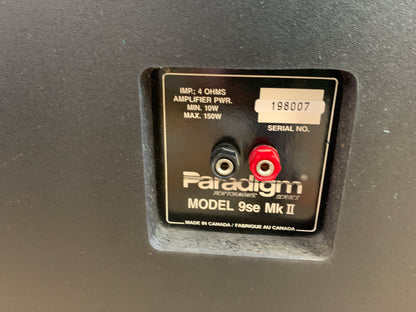 IMP.; 4 OHMS
AMPLIFIER PWR.
MIN. 10W
MAX. 150W
198007
SERIAL NO.
Paradigm
PERFORMANCE SERIES
MODEL 9se Mk II
MADE IN CANADA / FABRIQUE AU CANADA